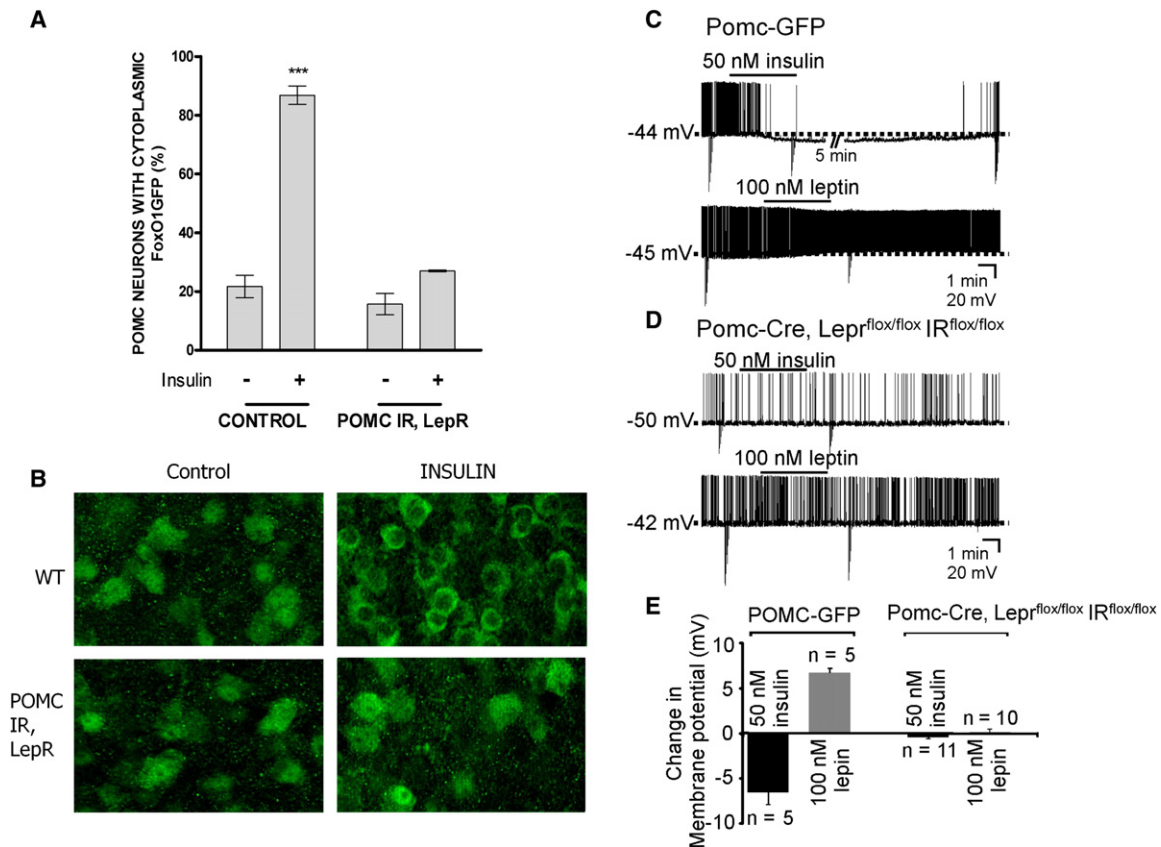 A
POMC NEURONS WITH CYTOPLASMIC
FoxO1GFP (%)
100
80
60
40
20
0
***
Insulin - + - +
CONTROL POMC IR, LepR
B
Control INSULIN
WT
POMC
IR,
LepR
C
Pomc-GFP
50 nM insulin
-44 mV
5 min
100 nM leptin
-45 mV
1 min
20 mV
D
Pomc-Cre, Lepr^flox/flox IR^flox/flox
50 nM insulin
-50 mV
100 nM leptin
-42 mV
1 min
20 mV
E
POMC-GFP Pomc-Cre, Lepr^flox/flox IR^flox/flox
Change in
Membrane potential (mV)
10
5
0
-5
-10
50 nM
insulin
n = 5
n = 5
100 nM
lepin
50 nM
insulin
n = 11
n = 10
100 nM
lepin